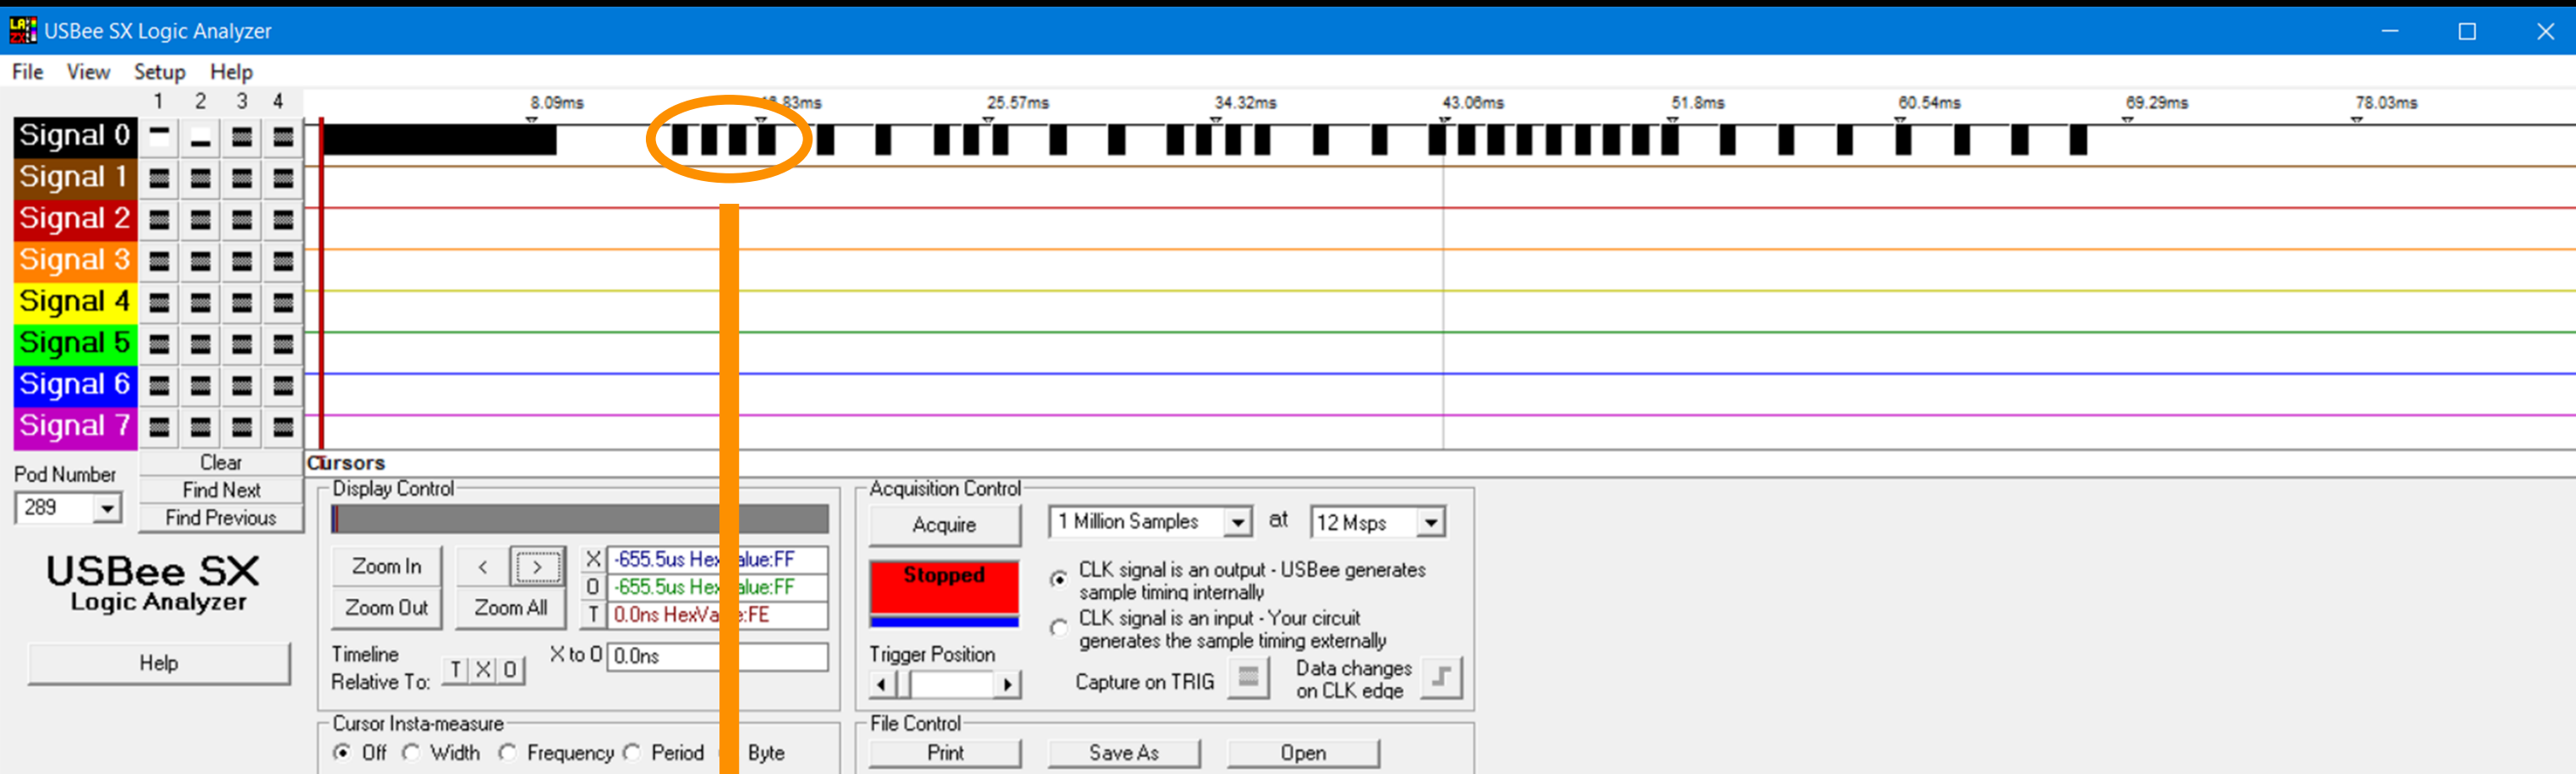 USBee SX Logic Analyzer
File View Setup Help
1 2 3 4
8.09ms .83ms 25.57ms 34.32ms 43.06ms 51.8ms 60.54ms 69.29ms 78.03ms
Signal 0
Signal 1
Signal 2
Signal 3
Signal 4
Signal 5
Signal 6
Signal 7
Cursors
Pod Number
289
Clear
Find Next
Find Previous
USBee SX
Logic Analyzer
Help
Display Control
Zoom In < > X -655.5us Hex alue:FF
O -655.5us Hex alue:FF
Zoom Out Zoom All T 0.0ns HexVa :FE
Timeline
Relative To: T X O X to O 0.0ns
Cursor Insta-measure
Off Width Frequency Period Byte
Acquisition Control
Acquire 1 Million Samples at 12 Msps
Stopped
CLK signal is an output - USBee generates
sample timing internally
CLK signal is an input - Your circuit
generates the sample timing externally
Trigger Position
Capture on TRIG
Data changes
on CLK edge
File Control
Print Save As Open